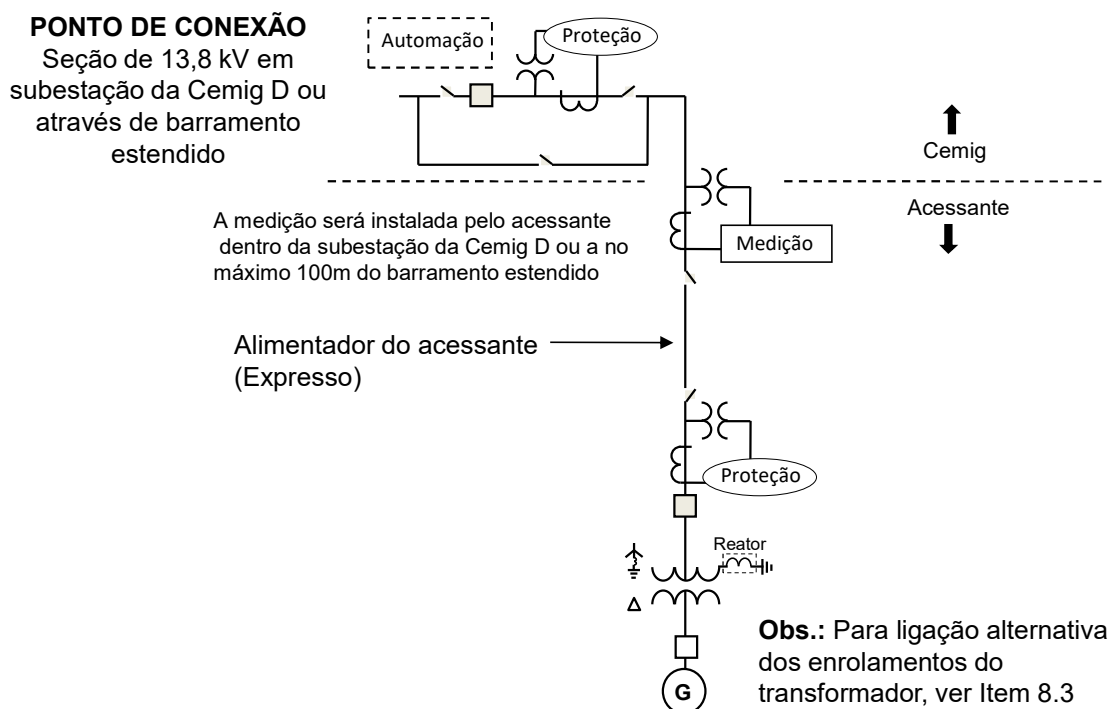 PONTO DE CONEXÃO
Seção de 13,8 kV em
subestação da Cemig D ou
através de barramento
estendido
Automação
Proteção
Cemig
Acessante
A medição será instalada pelo acessante
dentro da subestação da Cemig D ou a no
máximo 100m do barramento estendido
Medição
Alimentador do acessante
(Expresso)
Proteção
Reator
Δ
G
Obs.: Para ligação alternativa
dos enrolamentos do
transformador, ver Item 8.3